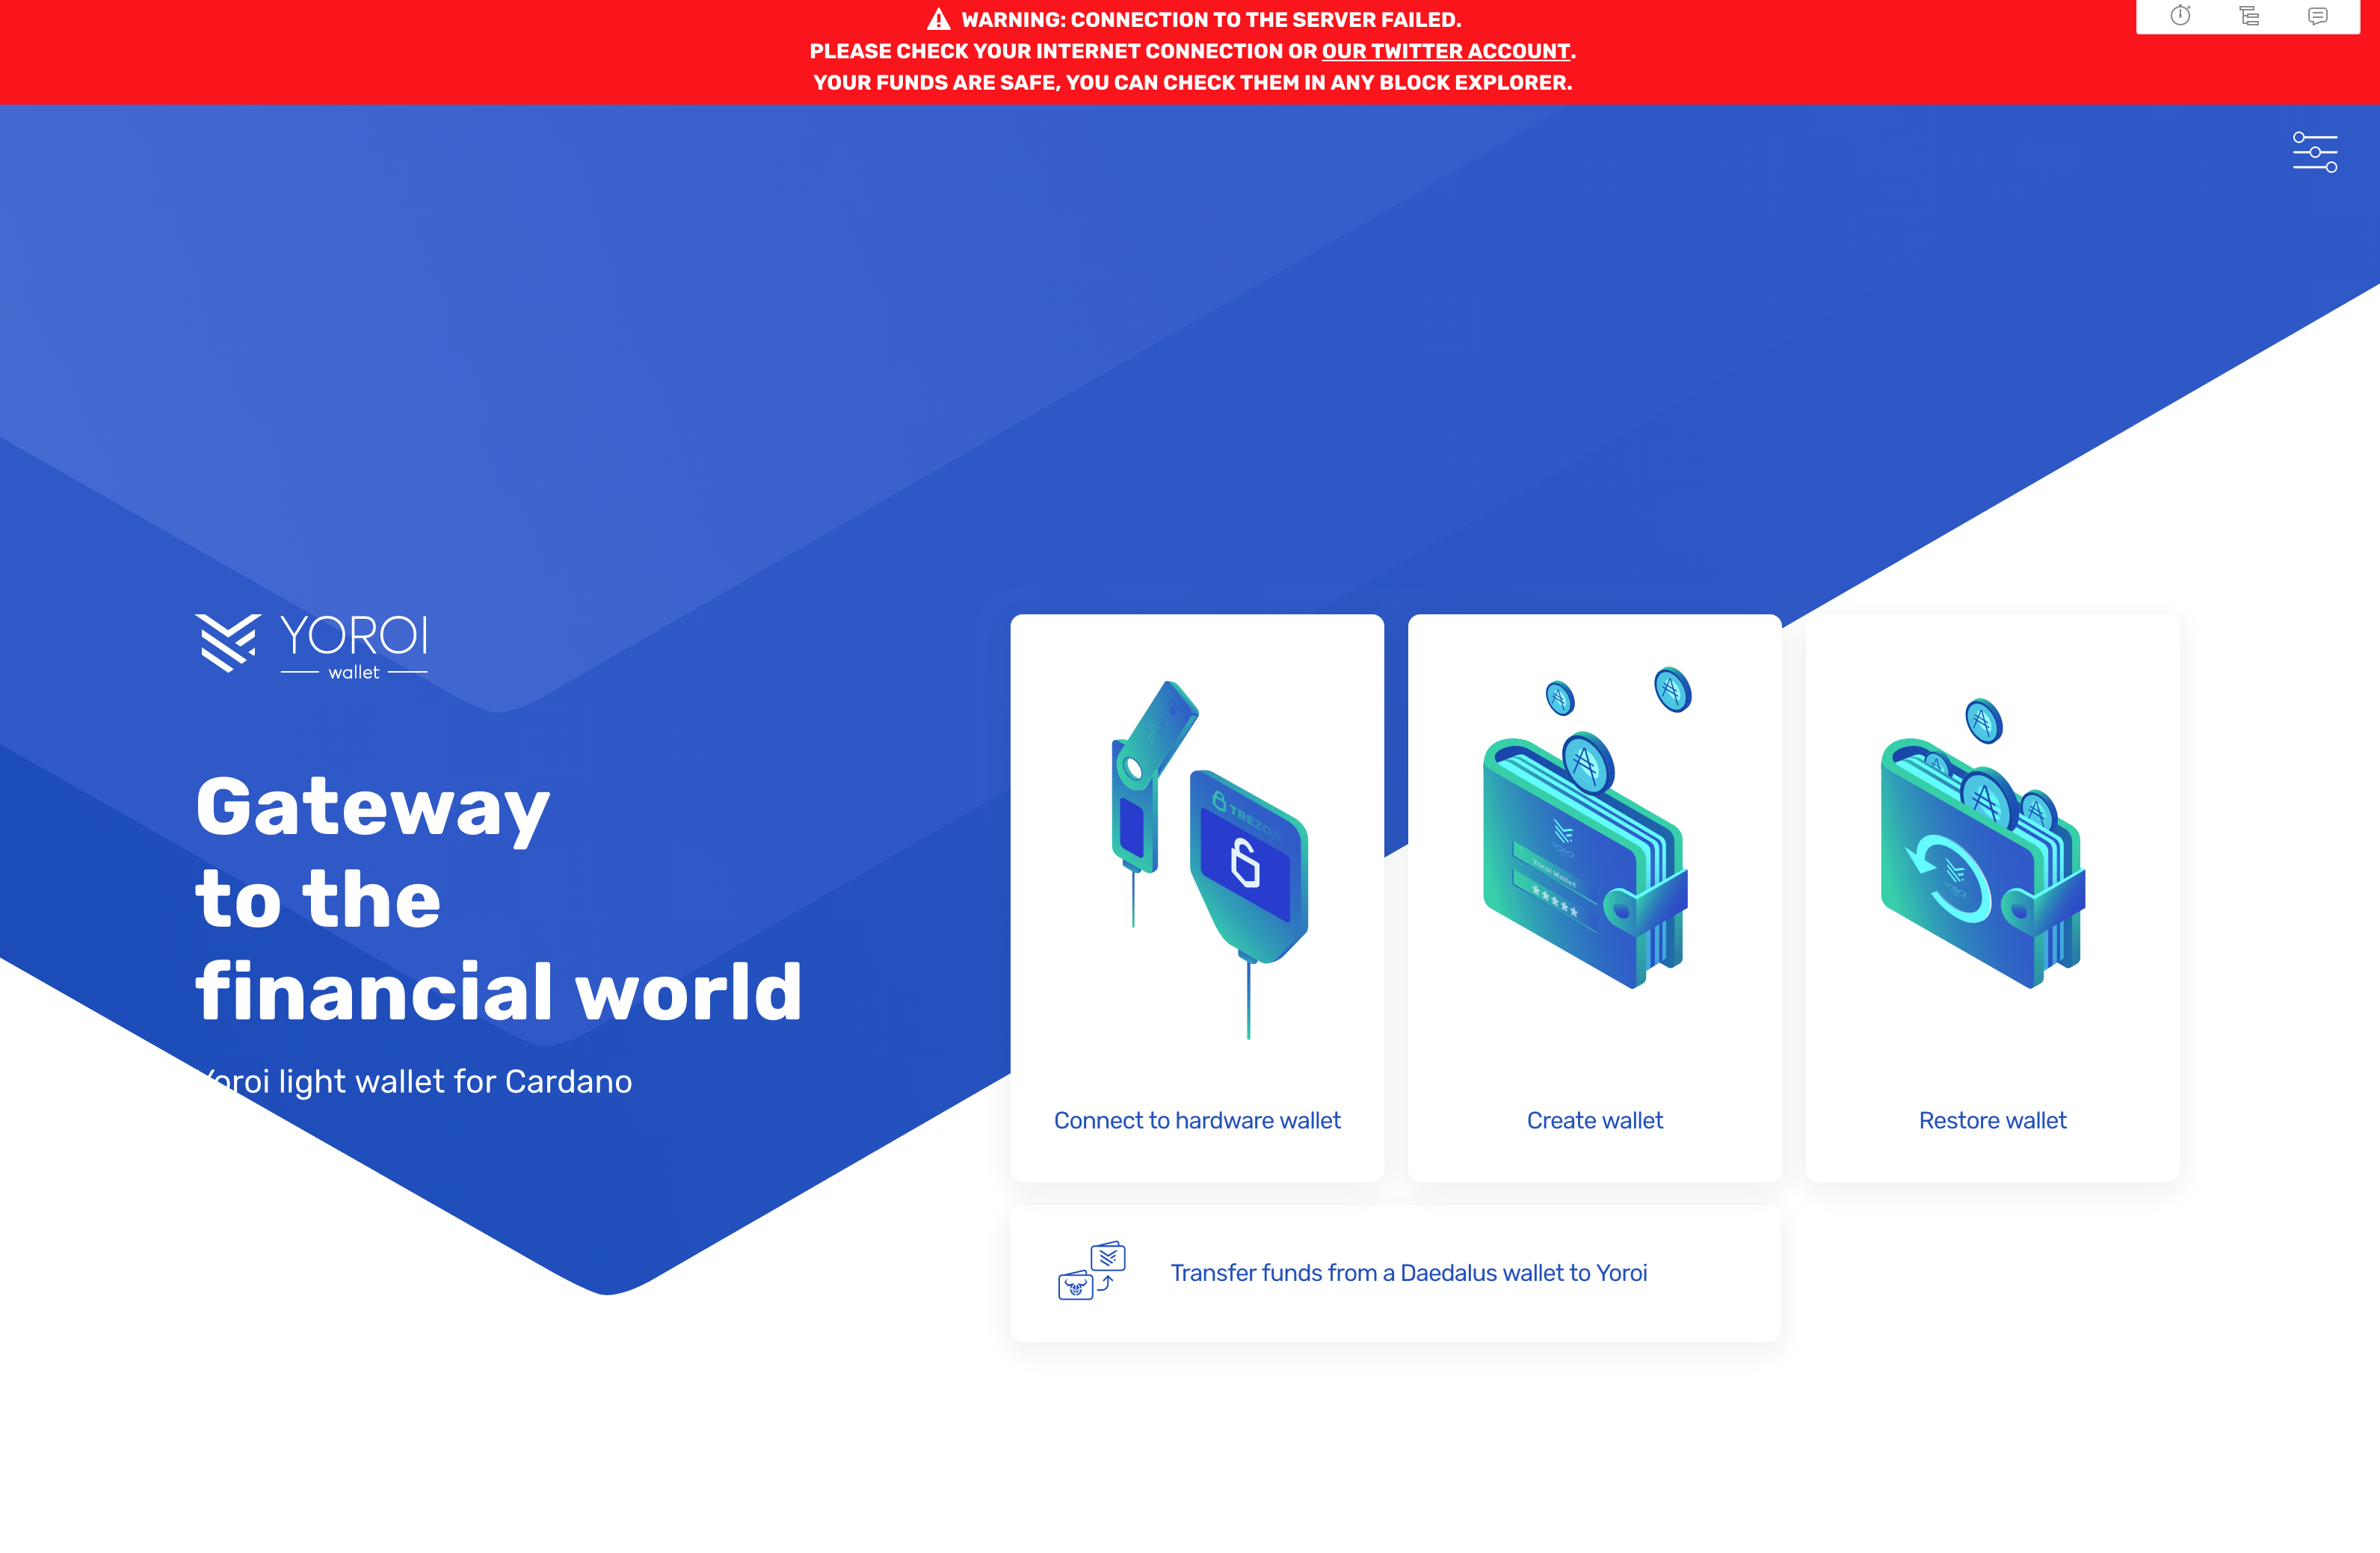 WARNING: CONNECTION TO THE SERVER FAILED.
PLEASE CHECK YOUR INTERNET CONNECTION OR OUR TWITTER ACCOUNT.
YOUR FUNDS ARE SAFE, YOU CAN CHECK THEM IN ANY BLOCK EXPLORER.
YOROI
wallet
Gateway
to the
financial world
Yoroi light wallet for Cardano
TREZOR
Connect to hardware wallet
YOROI
Yoroi Wallet
*****
Create wallet
YOROI
Restore wallet
Transfer funds from a Daedalus wallet to Yoroi